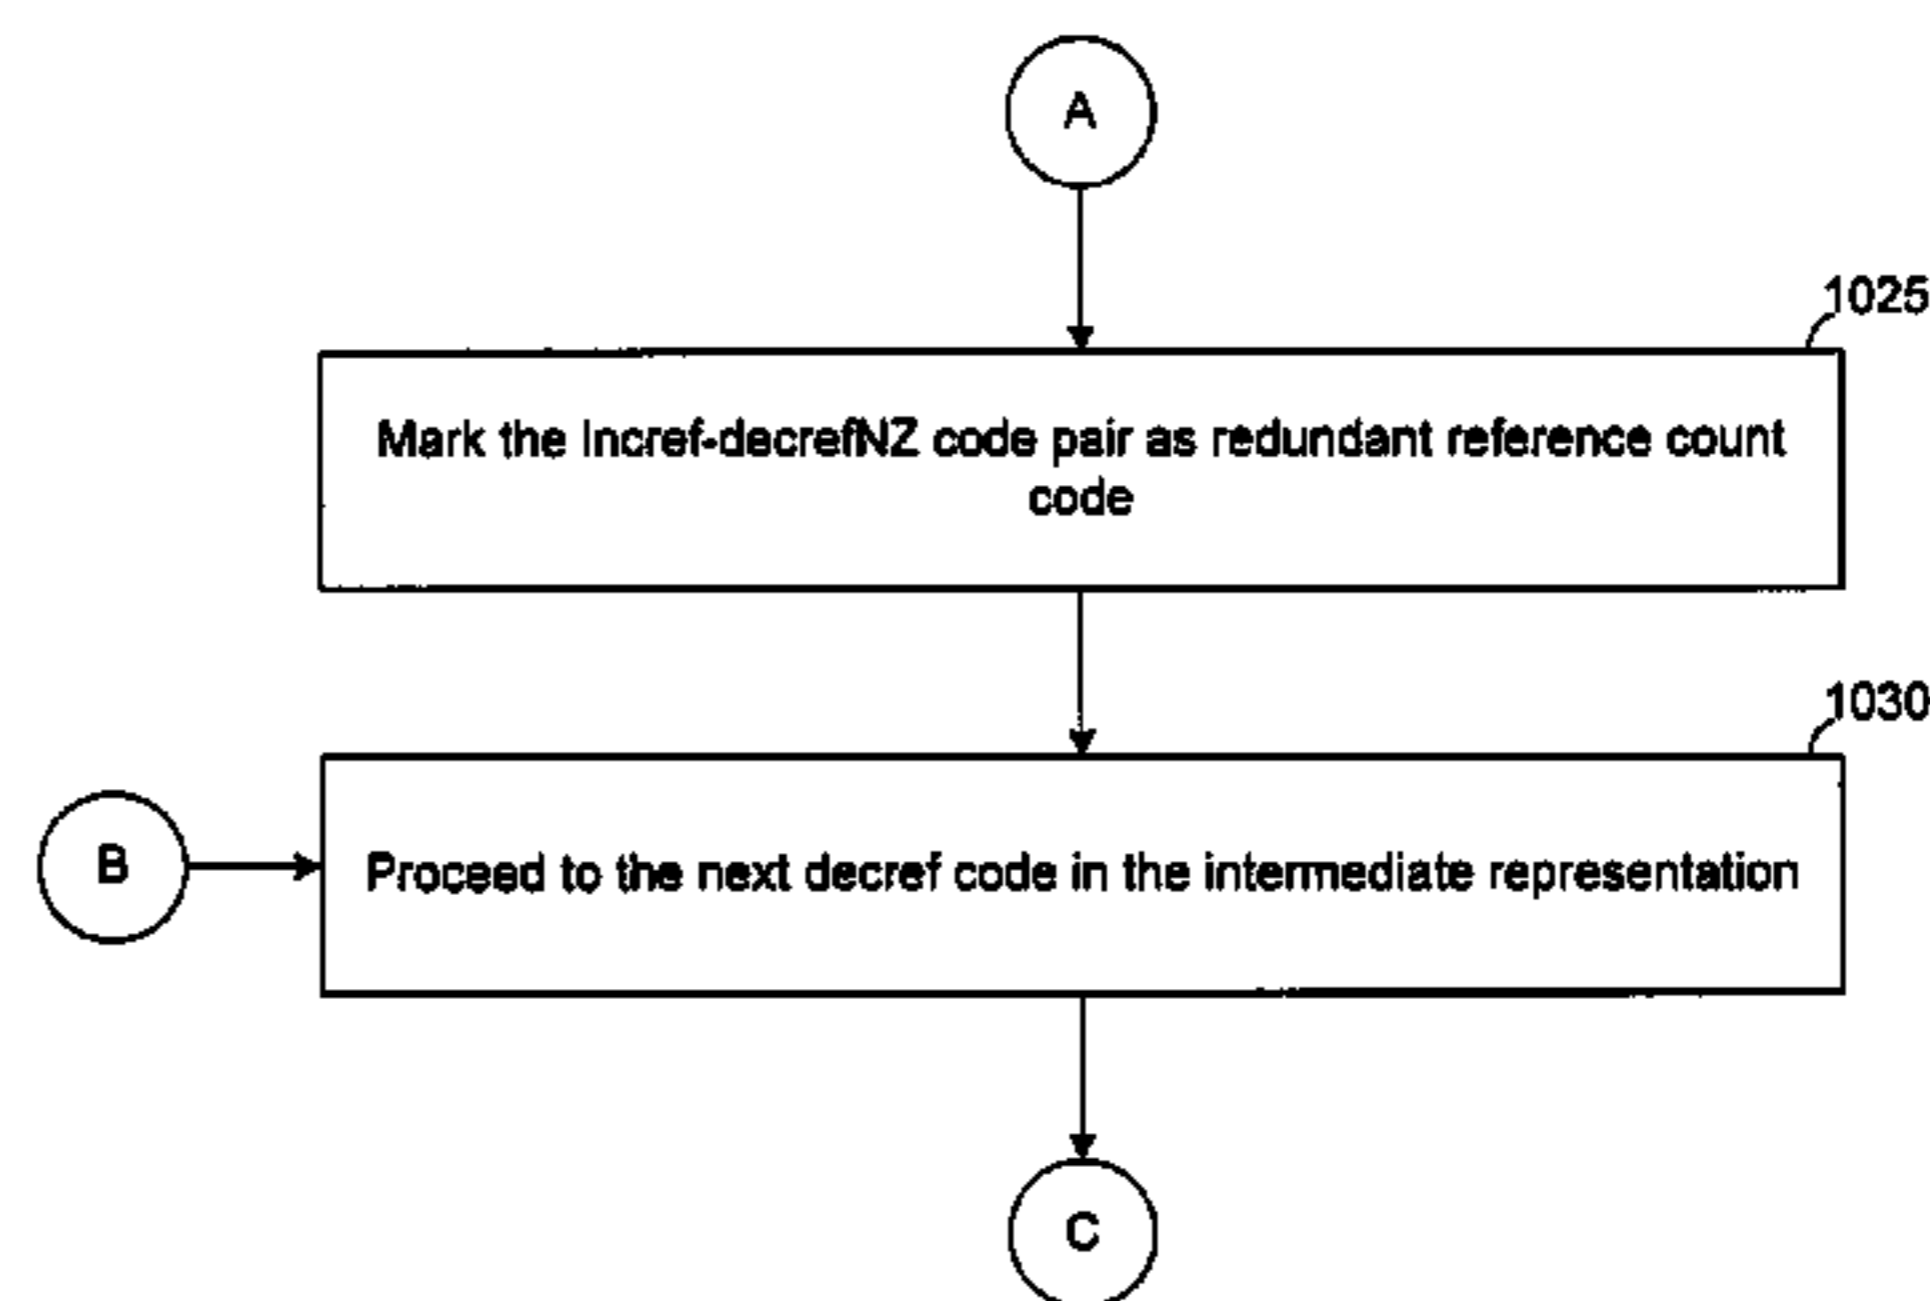 A
1025
Mark the Incref-decrefNZ code pair as redundant reference count
code
1030
B
Proceed to the next decref code in the intermediate representation
C